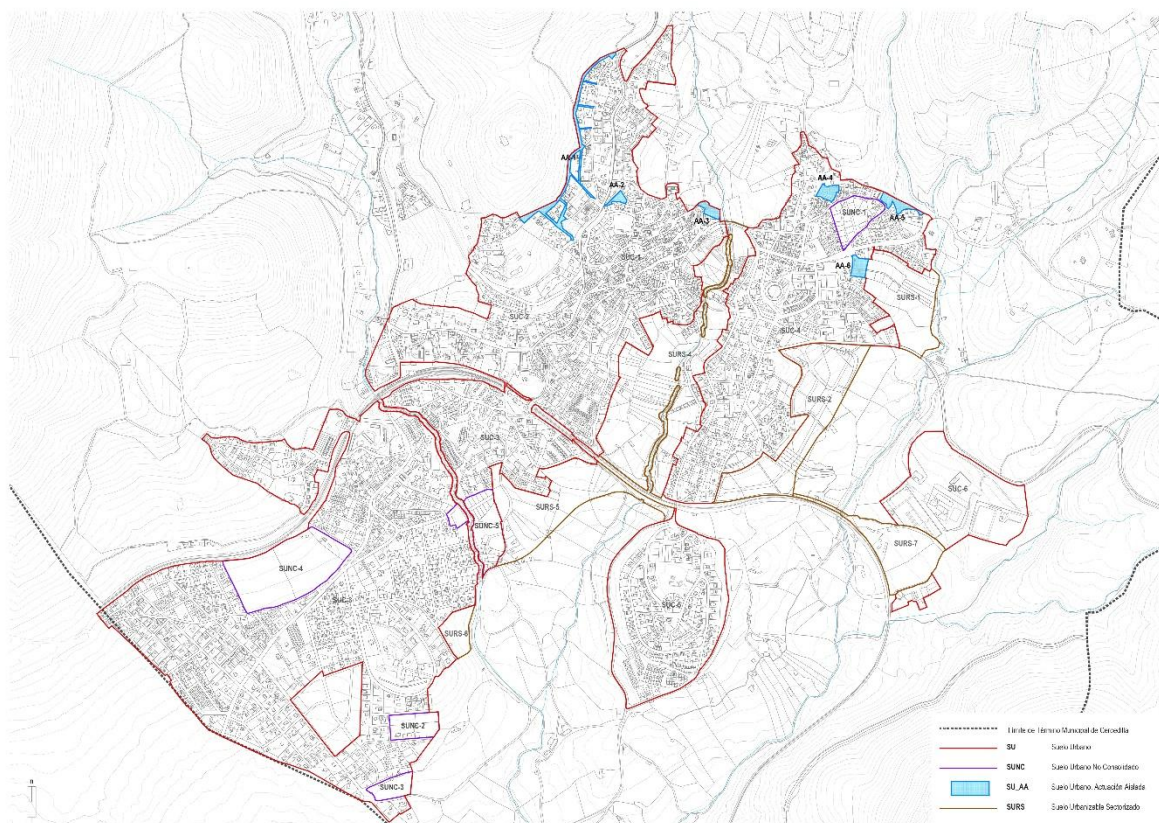 AA-1
AA-2
AA-3
AA-4
SUNC-1
AA-5
AA-6
SUC-1
SUC-2
SURS-1
SUC-4
SURS-4
SURS-2
SUC-3
SUC-6
SUNC-5
SURS-5
SURS-7
SUNC-4
SUC-5
SURS-6
SUNC-2
SUNC-3
Límite de Término Municipal de Cercedilla
SU Suelo Urbano
SUNC Suelo Urbano No Consolidado
SU_AA Suelo Urbano. Actuación Aislada
SURS Suelo Urbanizable Sectorizado